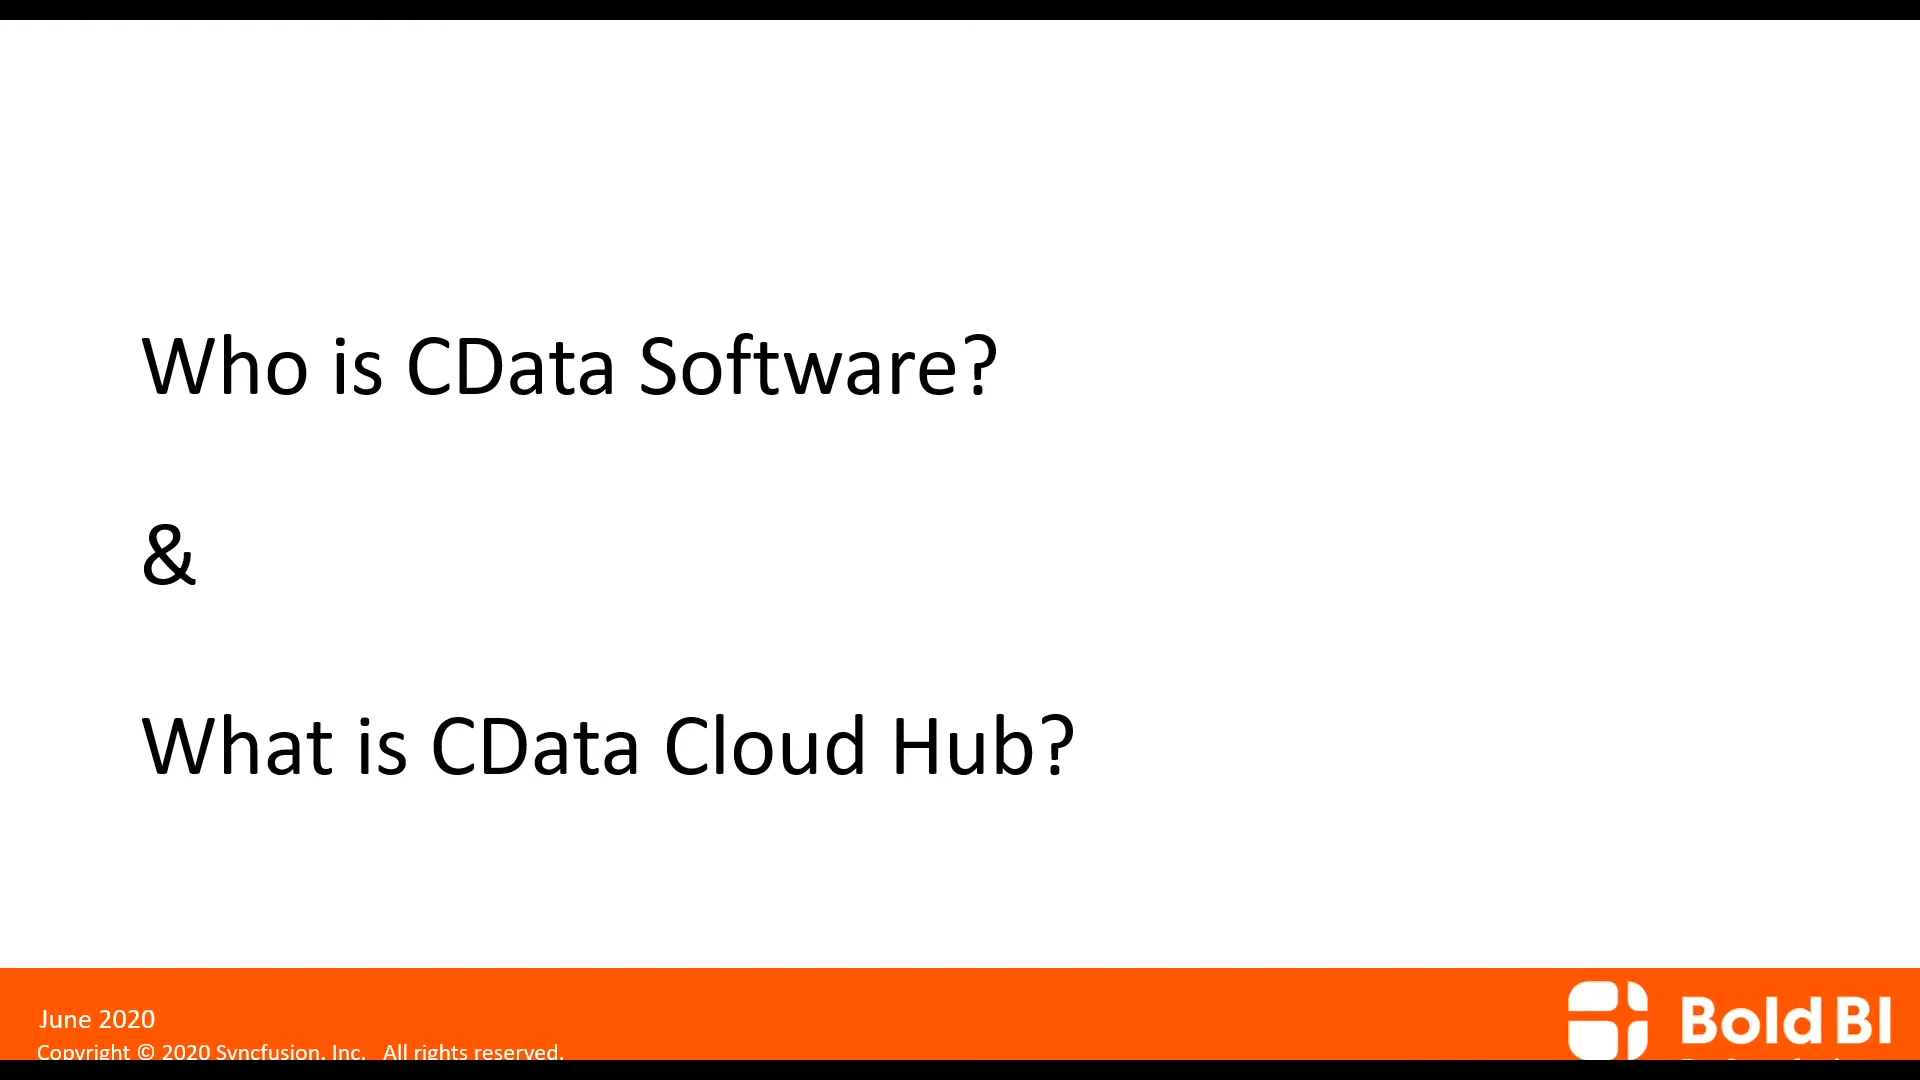 Who is CData Software?
&
What is CData Cloud Hub?
June 2020
Copyright © 2020 Syncfusion, Inc.   All rights reserved.
Bold BI